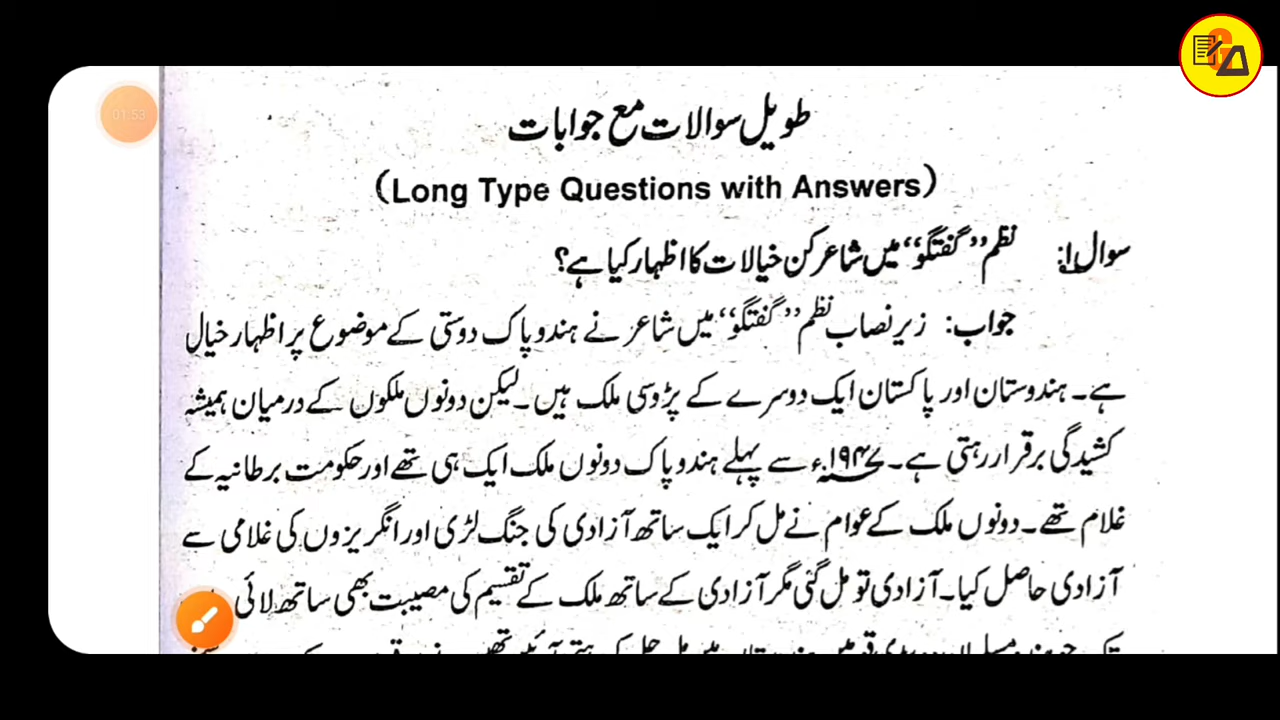 01:53
طویل سوالات مع جوابات
(Long Type Questions with Answers)
سوال ۱: نظم ”گفتگو“ میں شاعر کن خیالات کا اظہار کیا ہے؟
جواب: زیر نصاب نظم ”گفتگو“ میں شاعر نے ہندو پاک دوستی کے موضوع پر اظہار خیال
ہے۔ ہندوستان اور پاکستان ایک دوسرے کے پڑوسی ملک ہیں۔ لیکن دونوں ملکوں کے درمیان ہمیشہ
کشیدگی برقرار رہتی ہے۔ ۱۹۴۷ء سے پہلے ہندو پاک دونوں ملک ایک ہی تھے اور حکومت برطانیہ کے
غلام تھے۔ دونوں ملک کے عوام نے مل کر ایک ساتھ آزادی کی جنگ لڑی اور انگریزوں کی غلامی سے
آزادی حاصل کیا۔ آزادی تو مل گئی مگر آزادی کے ساتھ ملک کے تقسیم کی مصیبت بھی ساتھ لائی